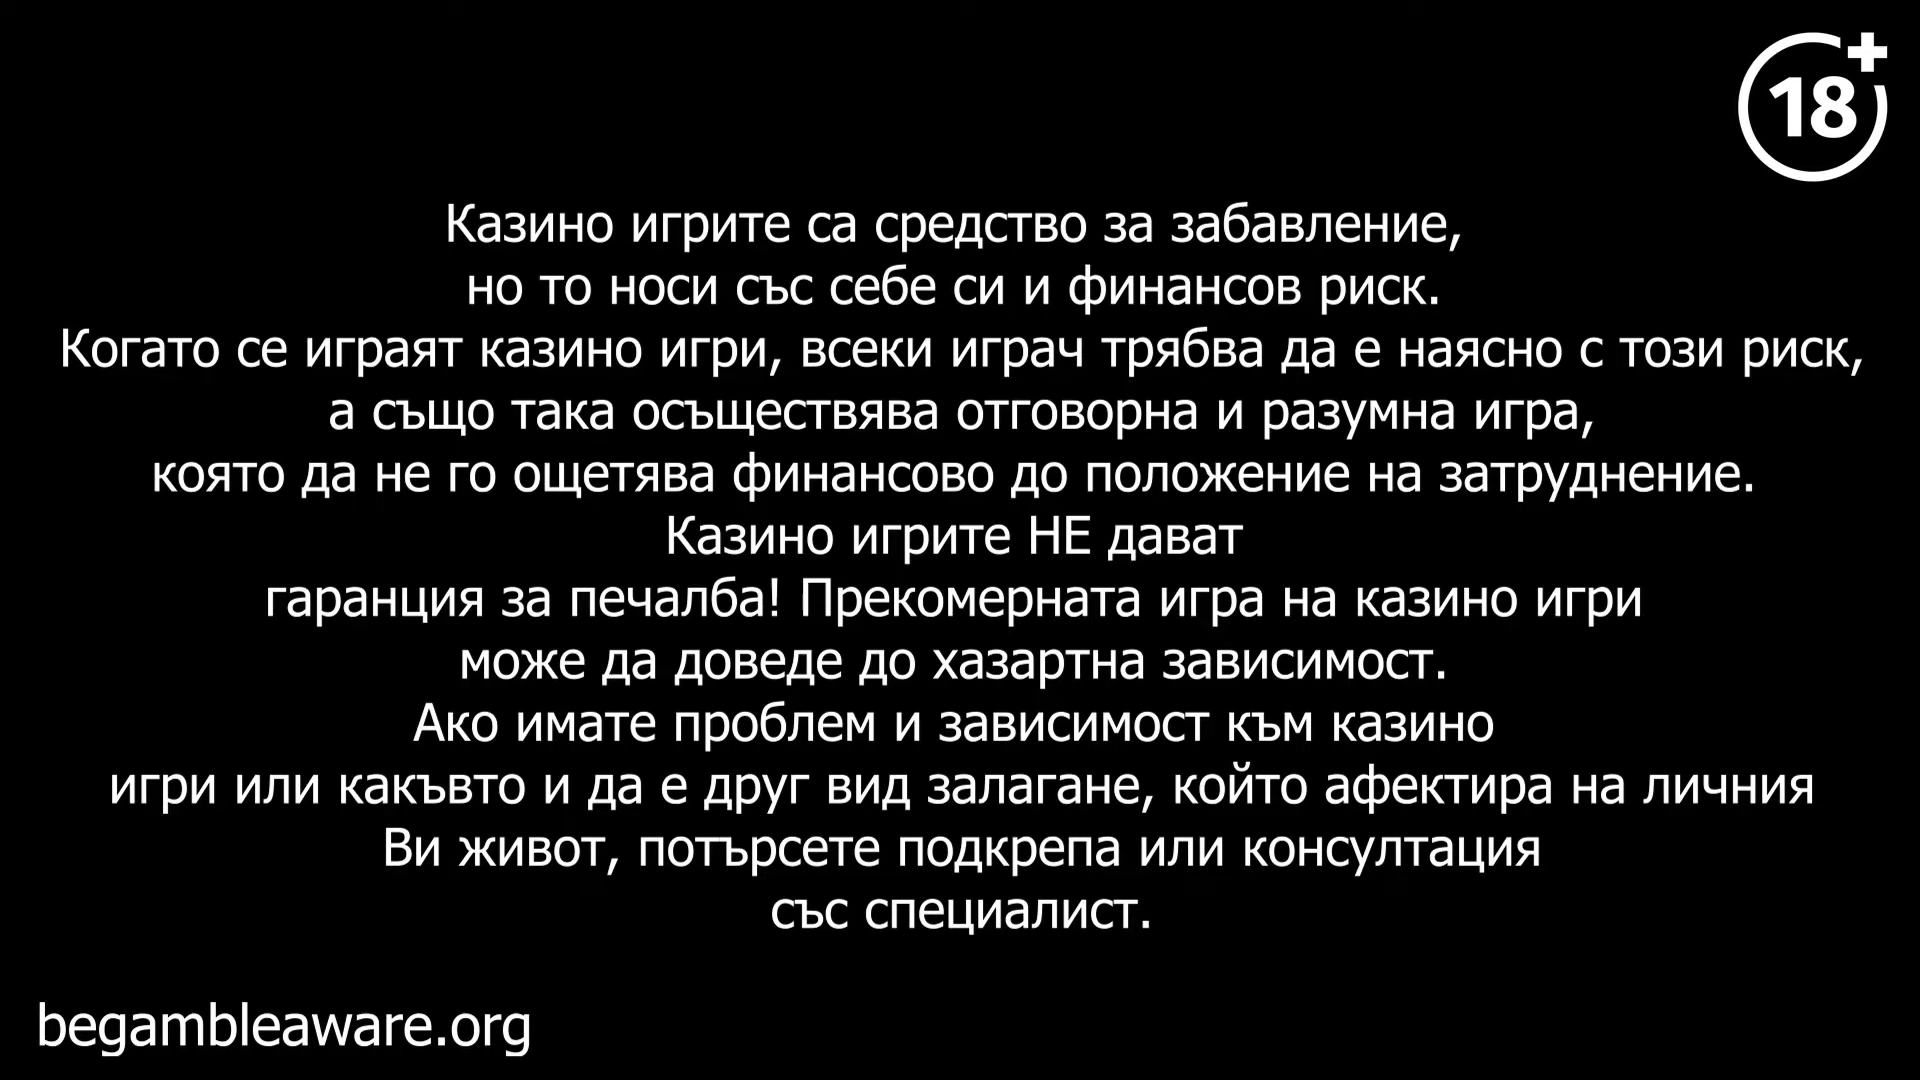 18+
Казино игрите са средство за забавление,
но то носи със себе си и финансов риск.
Когато се играят казино игри, всеки играч трябва да е наясно с този риск,
а също така осъществява отговорна и разумна игра,
която да не го ощетява финансово до положение на затруднение.
Казино игрите НЕ дават
гаранция за печалба! Прекомерната игра на казино игри
може да доведе до хазартна зависимост.
Ако имате проблем и зависимост към казино
игри или какъвто и да е друг вид залагане, който афектира на личния
Ви живот, потърсете подкрепа или консултация
със специалист.
begambleaware.org